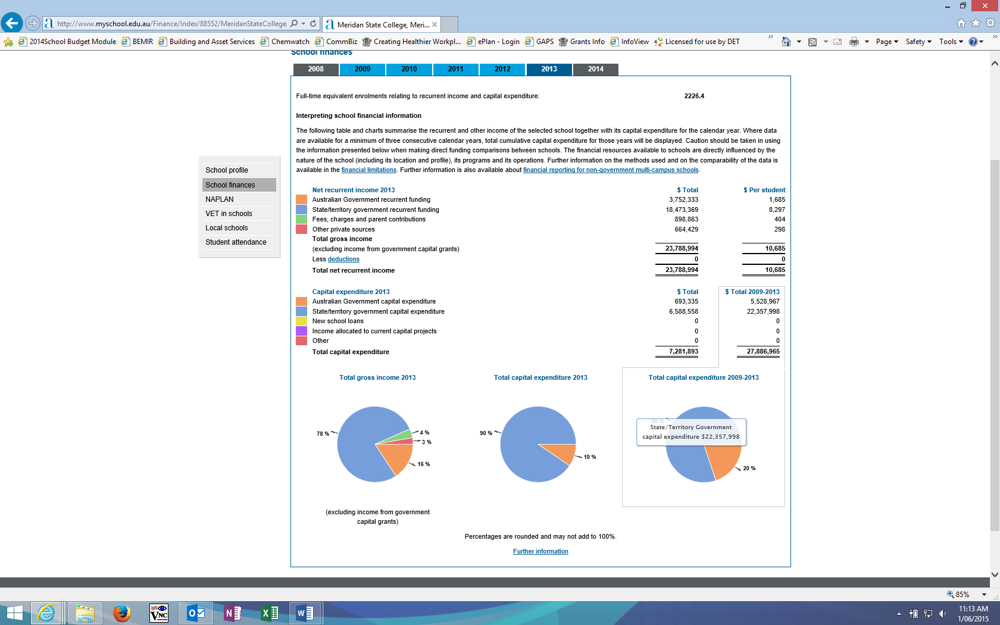 http://www.myschool.edu.au/Finance/Index/88552/MeridanStateCollege,
Meridan State College, Meri...
2014School Budget Module BEMIR Building and Asset Services Chemwatch CommBiz Creating Healthier Workpl... ePlan - Login GAPS Grants Info InfoView Licensed for use by DET
Page Safety Tools
School finances
2008 2009 2010 2011 2012 2013 2014
Full-time equivalent enrolments relating to recurrent income and capital expenditure: 2226.4
Interpreting school financial information
The following table and charts summarise the recurrent and other income of the selected school together with its capital expenditure for the calendar year. Where data
are available for a minimum of three consecutive calendar years, total cumulative capital expenditure for those years will be displayed. Caution should be taken in using
the information presented below when making direct funding comparisons between schools. The financial resources available to schools are directly influenced by the
nature of the school (including its location and profile), its programs and its operations. Further information on the methods used and on the comparability of the data is
available in the financial limitations. Further information is also available about financial reporting for non-government multi-campus schools.
School profile
School finances
NAPLAN
VET in schools
Local schools
Student attendance
Net recurrent income 2013 $ Total $ Per student
Australian Government recurrent funding 3,752,333 1,685
State/territory government recurrent funding 18,473,369 8,297
Fees, charges and parent contributions 898,863 404
Other private sources 664,429 298
Total gross income
(excluding income from government capital grants) 23,788,994 10,685
Less deductions 0 0
Total net recurrent income 23,788,994 10,685
Capital expenditure 2013 $ Total $ Total 2009-2013
Australian Government capital expenditure 693,335 5,528,967
State/territory government capital expenditure 6,588,558 22,357,998
New school loans 0 0
Income allocated to current capital projects 0 0
Other 0 0
Total capital expenditure 7,281,893 27,886,965
Total gross income 2013
78 %
4 %
3 %
16 %
(excluding income from government
capital grants)
Total capital expenditure 2013
90 %
10 %
Total capital expenditure 2009-2013
80 %
State/Territory Government
capital expenditure $22,357,998
20 %
Percentages are rounded and may not add to 100%.
Further information
85%
11:13 AM
1/06/2015